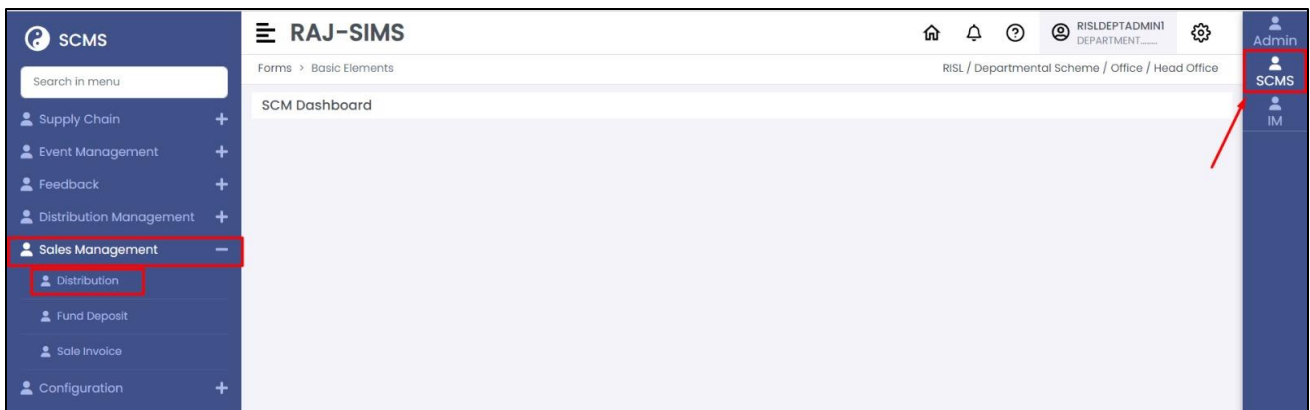 SCMS
Search in menu
Supply Chain
Event Management
Feedback
Distribution Management
Sales Management
Distribution
Fund Deposit
Sale Invoice
Configuration
RAJ-SIMS
RISLDEPTADMIN1
DEPARTMENT........
Forms > Basic Elements
RISL / Departmental Scheme / Office / Head Office
SCM Dashboard
Admin
SCMS
IM